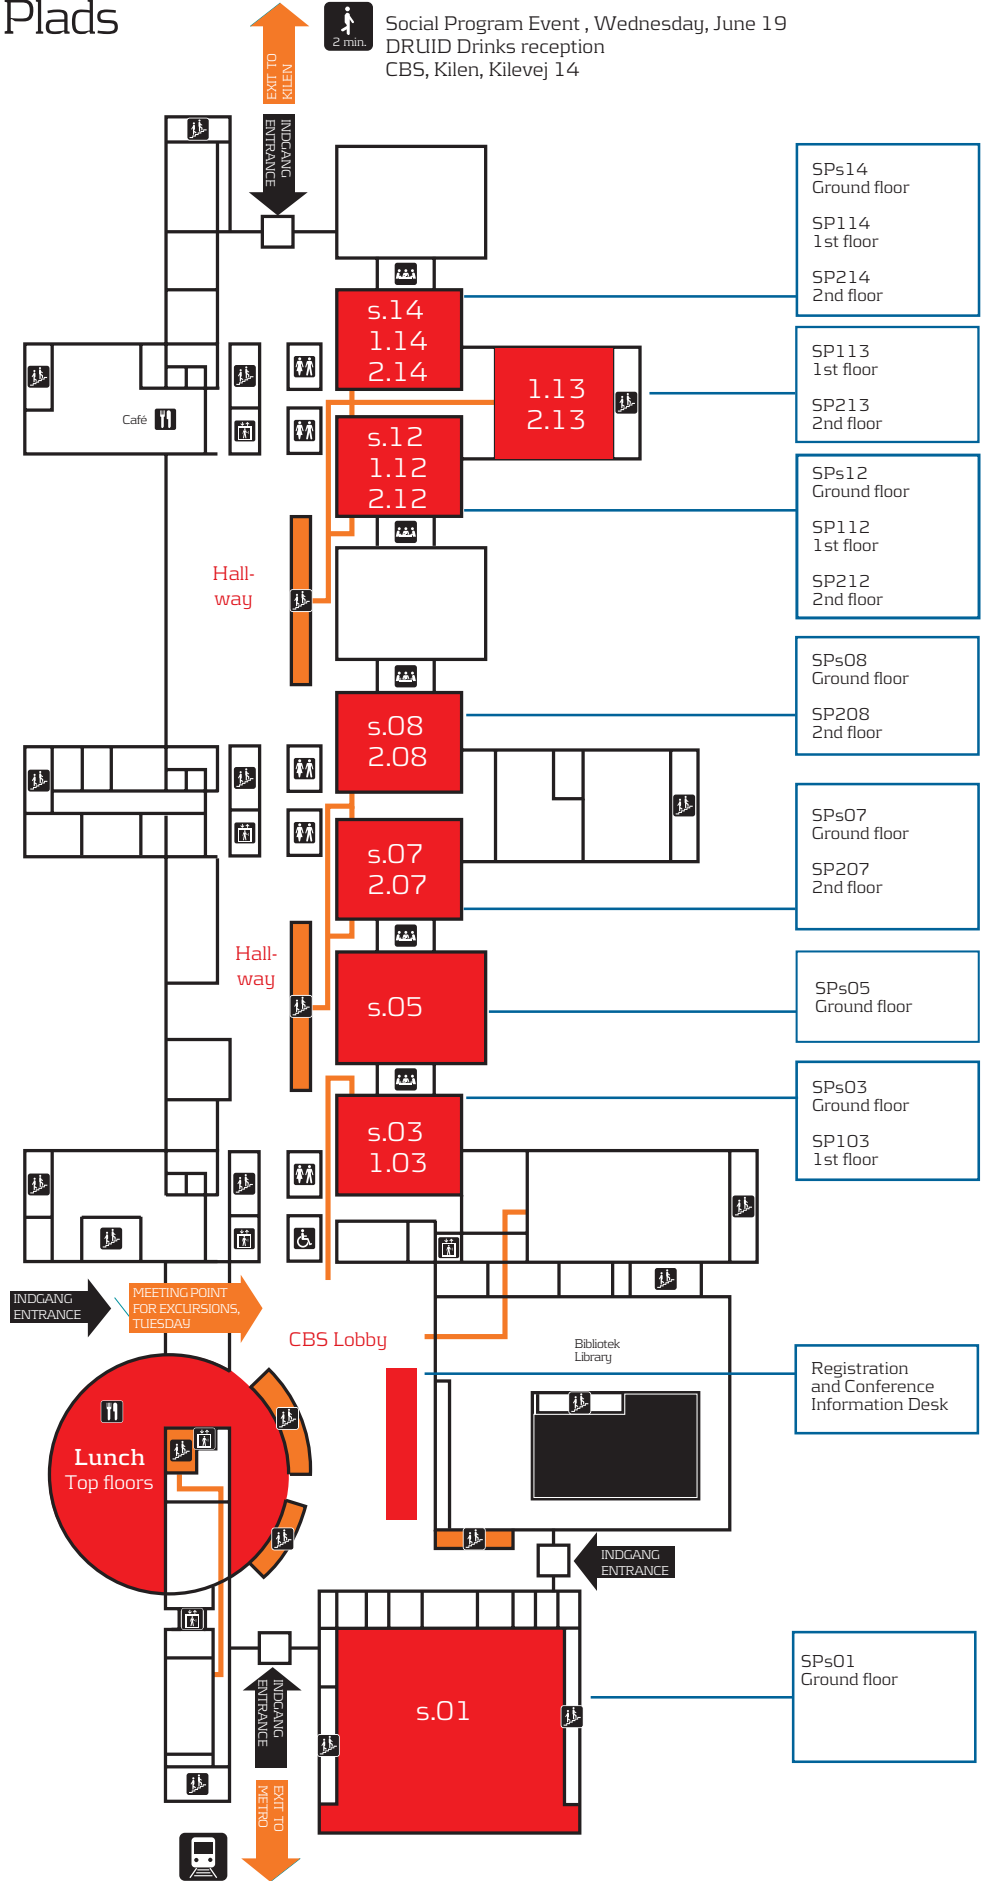 Plads
2 min.
Social Program Event , Wednesday, June 19
DRUID Drinks reception
CBS, Kilen, Kilevej 14
EXIT TO
KILEN
INDGANG
ENTRANCE
SPs14
Ground floor
SP114
1st floor
SP214
2nd floor
s.14
1.14
2.14
SP113
1st floor
SP213
2nd floor
1.13
2.13
Café
s.12
1.12
2.12
SPs12
Ground floor
SP112
1st floor
SP212
2nd floor
Hall-
way
SPs08
Ground floor
SP208
2nd floor
s.08
2.08
SPs07
Ground floor
SP207
2nd floor
s.07
2.07
Hall-
way
s.05
SPs05
Ground floor
SPs03
Ground floor
SP103
1st floor
s.03
1.03
INDGANG
ENTRANCE
MEETING POINT
FOR EXCURSIONS,
TUESDAY
CBS Lobby
Bibliotek
Library
Registration
and Conference
Information Desk
Lunch
Top floors
INDGANG
ENTRANCE
SPs01
Ground floor
s.01
INDGANG
ENTRANCE
EXIT TO
METRO